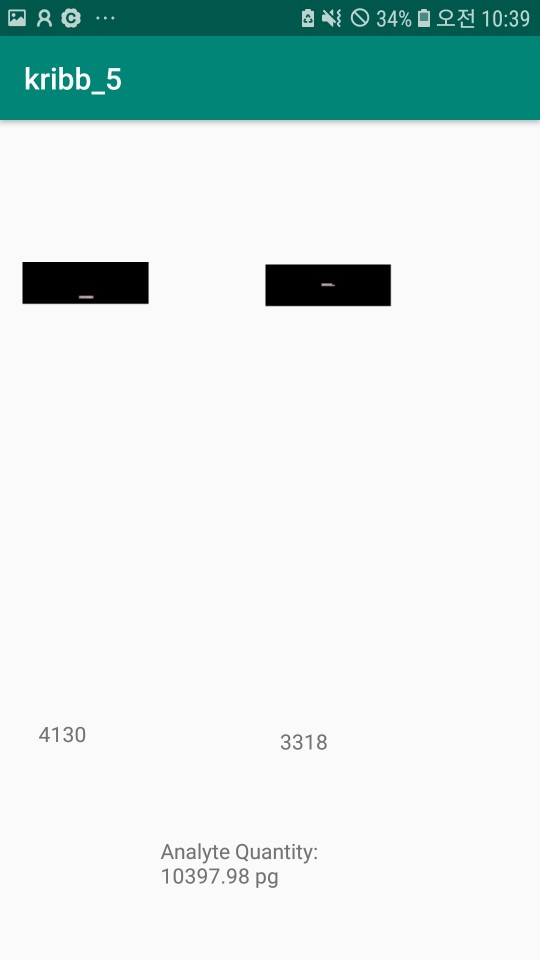 34% 오전 10:39
kribb_5
4130
3318
Analyte Quantity:
10397.98 pg